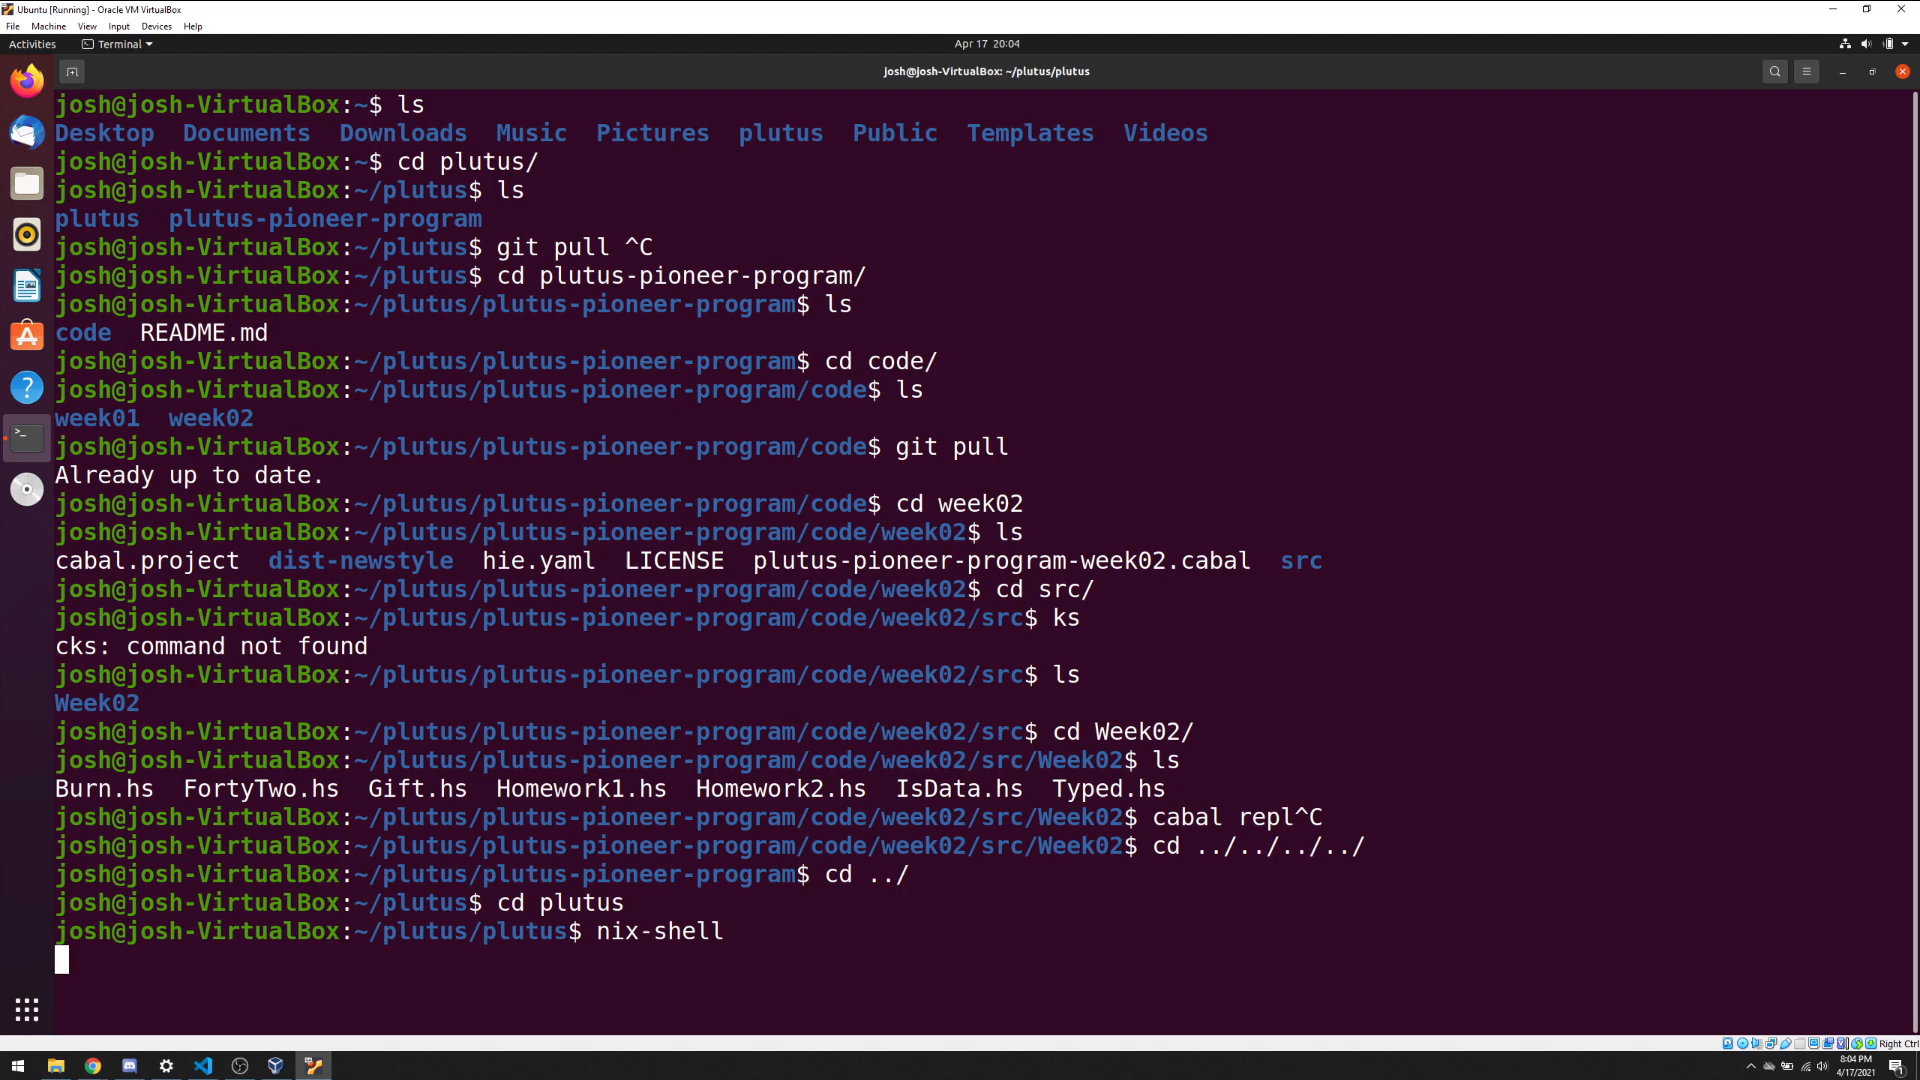 Ubuntu [Running] - Oracle VM VirtualBox
File Machine View Input Devices Help
Activities Terminal Apr 17 20:04
josh@josh-VirtualBox: ~/plutus/plutus
josh@josh-VirtualBox:~$ ls
Desktop Documents Downloads Music Pictures plutus Public Templates Videos
josh@josh-VirtualBox:~$ cd plutus/
josh@josh-VirtualBox:~/plutus$ ls
plutus plutus-pioneer-program
josh@josh-VirtualBox:~/plutus$ git pull ^C
josh@josh-VirtualBox:~/plutus$ cd plutus-pioneer-program/
josh@josh-VirtualBox:~/plutus/plutus-pioneer-program$ ls
code README.md
josh@josh-VirtualBox:~/plutus/plutus-pioneer-program$ cd code/
josh@josh-VirtualBox:~/plutus/plutus-pioneer-program/code$ ls
week01 week02
josh@josh-VirtualBox:~/plutus/plutus-pioneer-program/code$ git pull
Already up to date.
josh@josh-VirtualBox:~/plutus/plutus-pioneer-program/code$ cd week02
josh@josh-VirtualBox:~/plutus/plutus-pioneer-program/code/week02$ ls
cabal.project dist-newstyle hie.yaml LICENSE plutus-pioneer-program-week02.cabal src
josh@josh-VirtualBox:~/plutus/plutus-pioneer-program/code/week02$ cd src/
josh@josh-VirtualBox:~/plutus/plutus-pioneer-program/code/week02/src$ ks
cks: command not found
josh@josh-VirtualBox:~/plutus/plutus-pioneer-program/code/week02/src$ ls
Week02
josh@josh-VirtualBox:~/plutus/plutus-pioneer-program/code/week02/src$ cd Week02/
josh@josh-VirtualBox:~/plutus/plutus-pioneer-program/code/week02/src/Week02$ ls
Burn.hs FortyTwo.hs Gift.hs Homework1.hs Homework2.hs IsData.hs Typed.hs
josh@josh-VirtualBox:~/plutus/plutus-pioneer-program/code/week02/src/Week02$ cabal repl^C
josh@josh-VirtualBox:~/plutus/plutus-pioneer-program/code/week02/src/Week02$ cd ../../../../
josh@josh-VirtualBox:~/plutus/plutus-pioneer-program$ cd ../
josh@josh-VirtualBox:~/plutus$ cd plutus
josh@josh-VirtualBox:~/plutus/plutus$ nix-shell
Right Ctrl
8:04 PM
4/17/2021